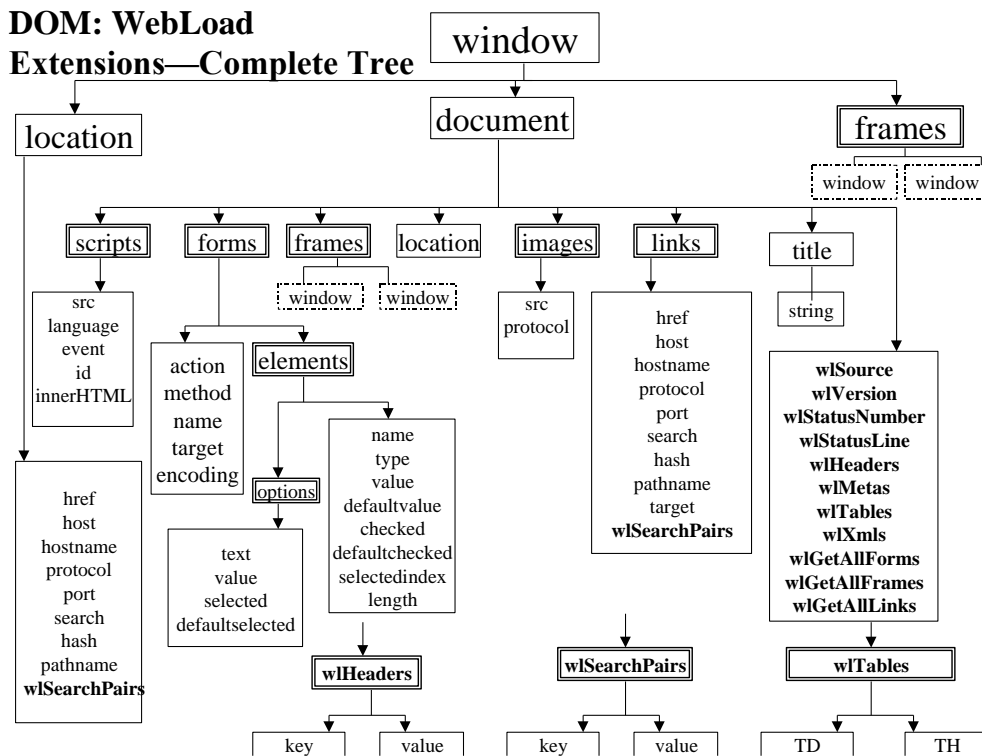 DOM: WebLoad
Extensions—Complete Tree
window
location
document
frames
window
window
scripts
forms
frames
location
images
links
title
window
window
string
src
language
event
id
innerHTML
action
method
name
target
encoding
elements
options
name
type
value
defaultvalue
checked
defaultchecked
selectedindex
length
text
value
selected
defaultselected
src
protocol
href
host
hostname
protocol
port
search
hash
pathname
target
wlSearchPairs
wlSource
wlVersion
wlStatusNumber
wlStatusLine
wlHeaders
wlMetas
wlTables
wlXmls
wlGetAllForms
wlGetAllFrames
wlGetAllLinks
href
host
hostname
protocol
port
search
hash
pathname
wlSearchPairs
wlHeaders
wlSearchPairs
wlTables
key
value
key
value
TD
TH